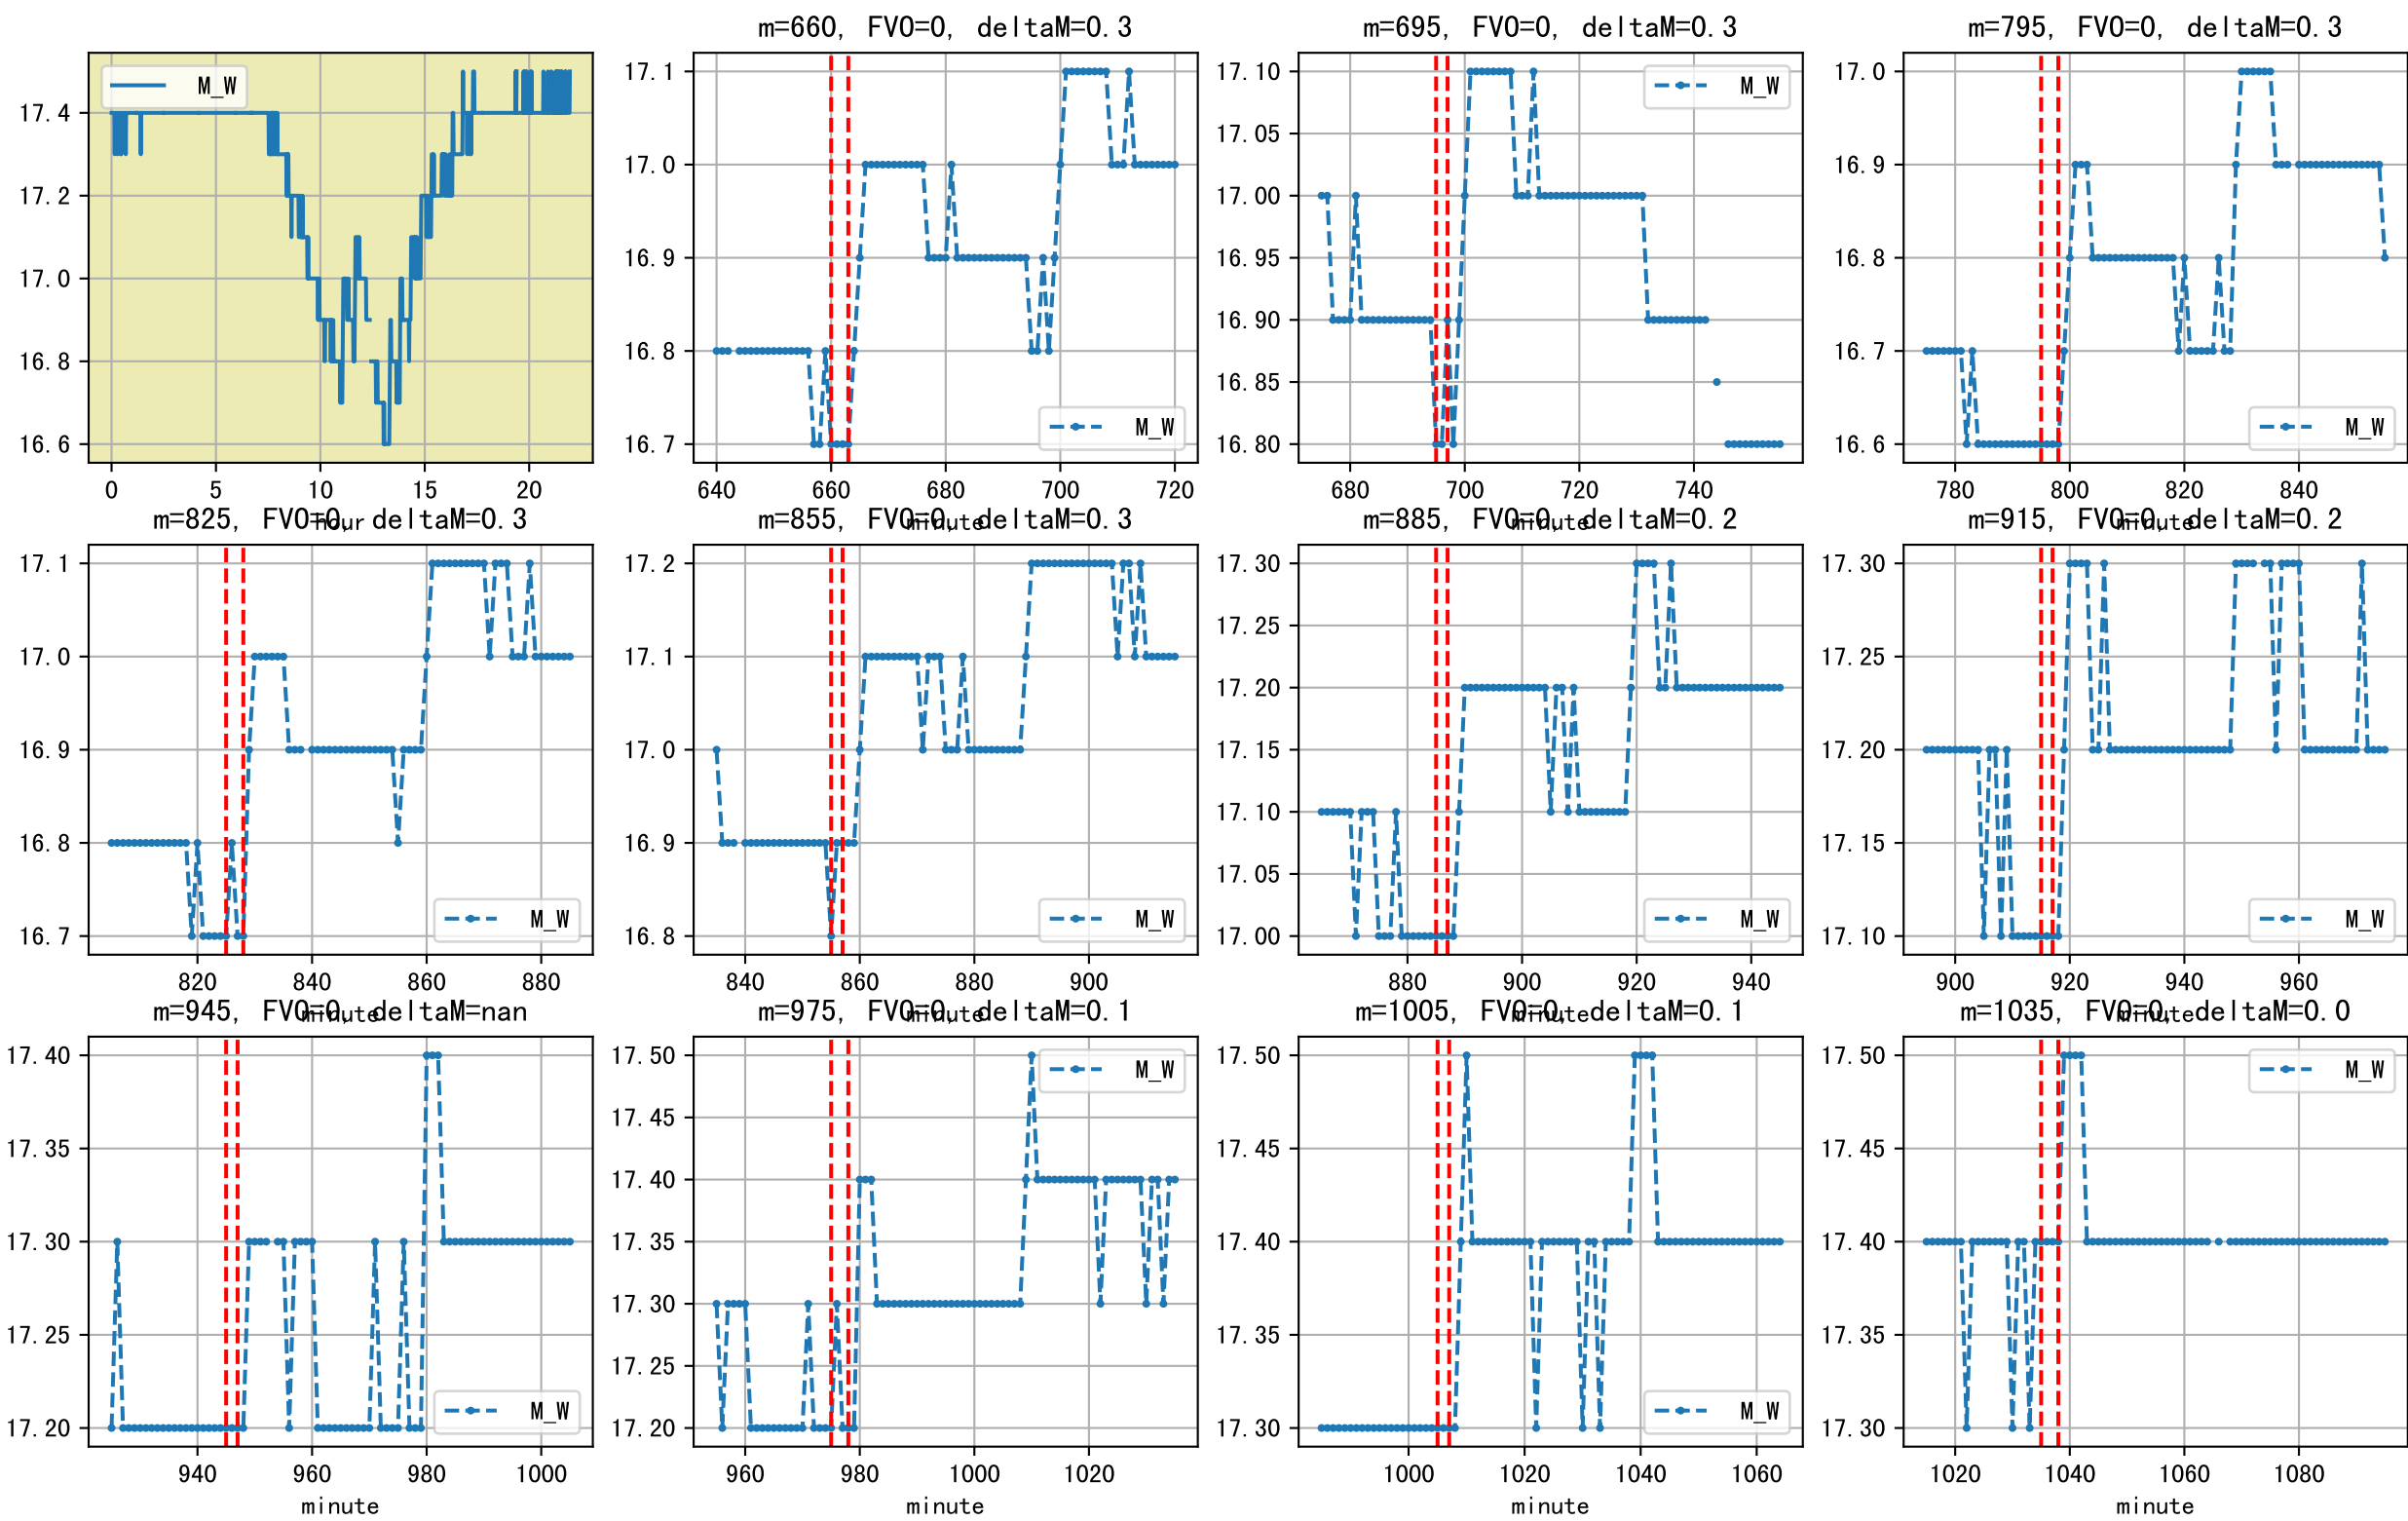 m=660, FVO=0, deltaM=0.3
m=695, FVO=0, deltaM=0.3
m=795, FVO=0, deltaM=0.3
M_W
17.4
17.2
17.0
16.8
16.6
0 5 10 15 20
hour
17.1
17.0
16.9
16.8
16.7
M_W
640 660 680 700 720
minute
M_W
17.10
17.05
17.00
16.95
16.90
16.85
16.80
680 700 720 740
minute
17.0
16.9
16.8
16.7
16.6
M_W
780 800 820 840
minute
m=825, FVO=0, deltaM=0.3
17.1
17.0
16.9
16.8
16.7
M_W
820 840 860 880
minute
m=855, FVO=0, deltaM=0.3
17.2
17.1
17.0
16.9
16.8
M_W
840 860 880 900
minute
m=885, FVO=0, deltaM=0.2
17.30
17.25
17.20
17.15
17.10
17.05
17.00
M_W
880 900 920 940
minute
m=915, FVO=0, deltaM=0.2
17.30
17.25
17.20
17.15
17.10
M_W
900 920 940 960
minute
m=945, FVO=0, deltaM=nan
17.40
17.35
17.30
17.25
17.20
M_W
940 960 980 1000
minute
m=975, FVO=0, deltaM=0.1
M_W
17.50
17.45
17.40
17.35
17.30
17.25
17.20
960 980 1000 1020
minute
m=1005, FVO=0, deltaM=0.1
17.50
17.45
17.40
17.35
17.30
M_W
1000 1020 1040 1060
minute
m=1035, FVO=0, deltaM=0.0
M_W
17.50
17.45
17.40
17.35
17.30
1020 1040 1060 1080
minute